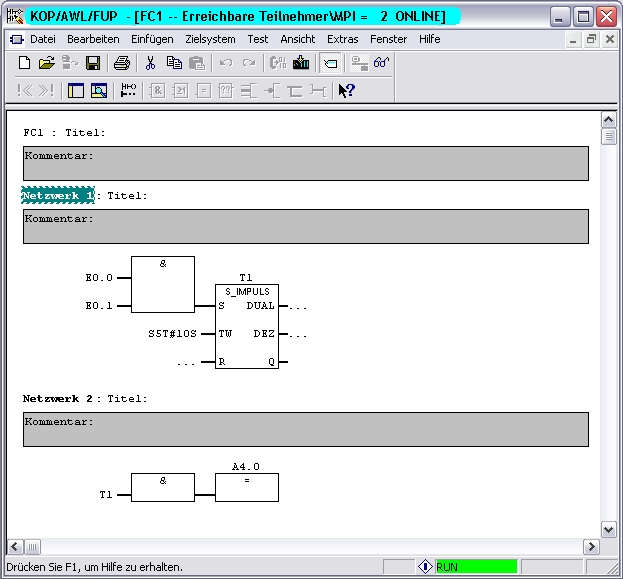 KOP/AWL/FUP - [FC1 -- Erreichbare Teilnehmer\MPI = 2 ONLINE]
Datei Bearbeiten Einfügen Zielsystem Test Ansicht Extras Fenster Hilfe
FC1 : Titel:
Kommentar:
Netzwerk 1: Titel:
Kommentar:
&
E0.0
T1
S_IMPULS
E0.1 S DUAL ...
S5T#10S TW DEZ ...
... R Q
Netzwerk 2 : Titel:
Kommentar:
A4.0
& =
T1
Drücken Sie F1, um Hilfe zu erhalten. RUN